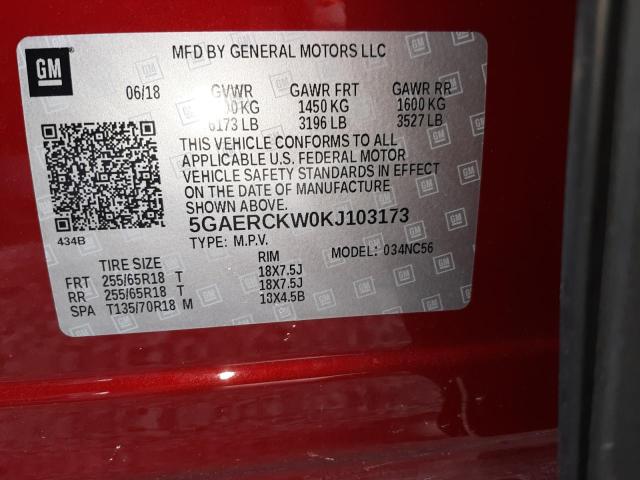 GM
MFD BY GENERAL MOTORS LLC
06/18 GVWR GAWR FRT GAWR RR
KG 1450 KG 1600 KG
6173 LB 3196 LB 3527 LB
THIS VEHICLE CONFORMS TO ALL
APPLICABLE U.S. FEDERAL MOTOR
VEHICLE SAFETY STANDARDS IN EFFECT
ON THE DATE OF MANUFACTURE
SHOWN ABOVE.
434B
5GAERCKW0KJ103173
TYPE: M.P.V. MODEL: 034NC56
TIRE SIZE RIM
FRT 255/65R18 T 18X7.5J
RR 255/65R18 T 18X7.5J
SPA T135/70R18 M 18X4.5B